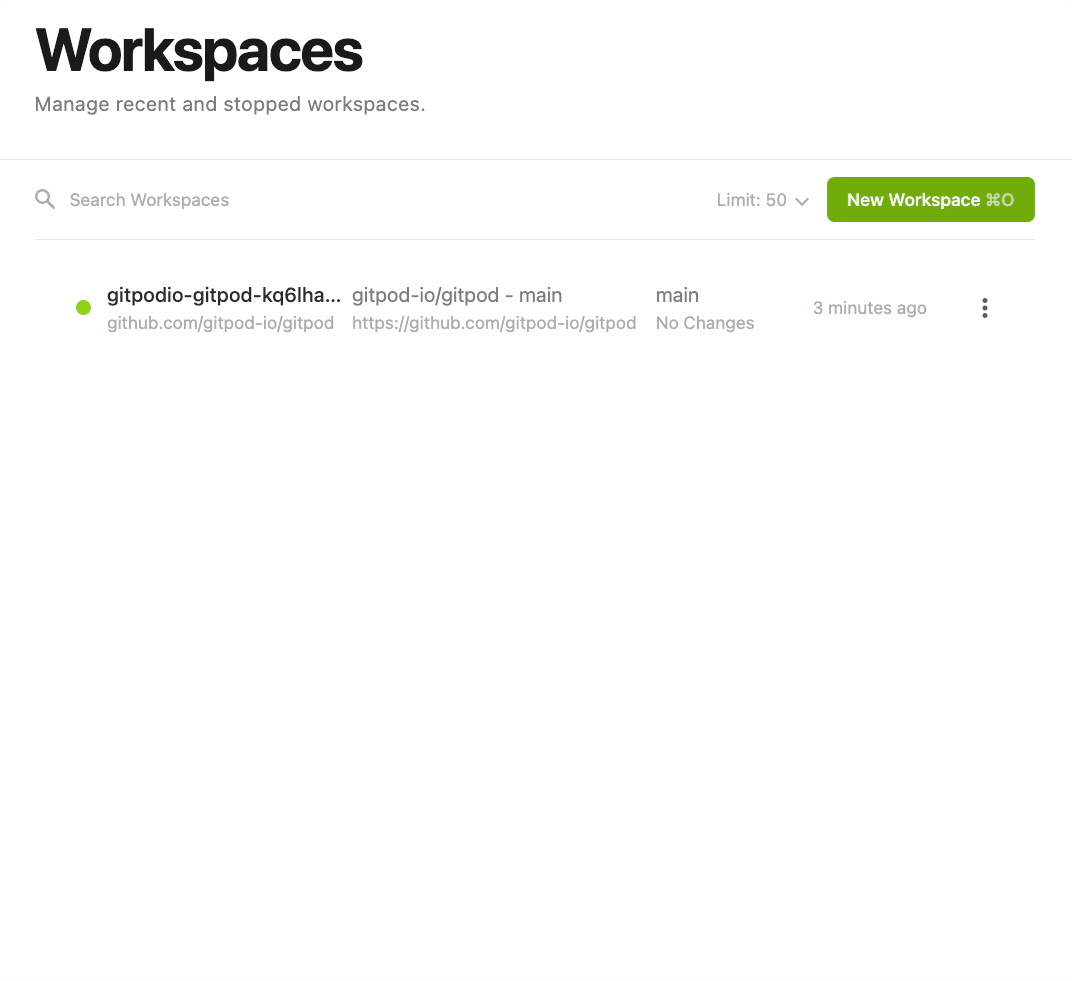 Workspaces
Manage recent and stopped workspaces.
Search Workspaces
Limit: 50
New Workspace ⌘O
gitpodio-gitpod-kq6lha...
github.com/gitpod-io/gitpod
gitpod-io/gitpod - main
https://github.com/gitpod-io/gitpod
main
No Changes
3 minutes ago